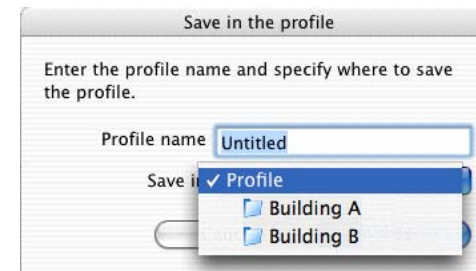 Save in the profile
Enter the profile name and specify where to save
the profile.
Profile name Untitled
Save i ✓ Profile
Building A
Building B